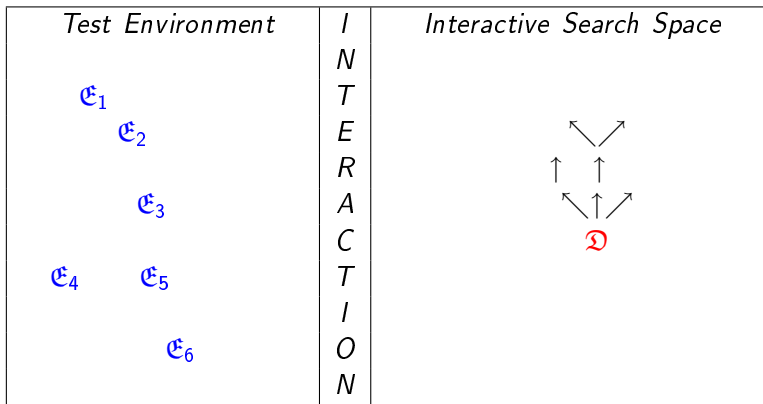 Test Environment I Interactive Search Space
N
𝔈₁ T
𝔈₂ E ↖ ↗
R ↑ ↑
𝔈₃ A ↖ ↑ ↗
C 𝔇
𝔈₄ 𝔈₅ T
I
𝔈₆ O
N